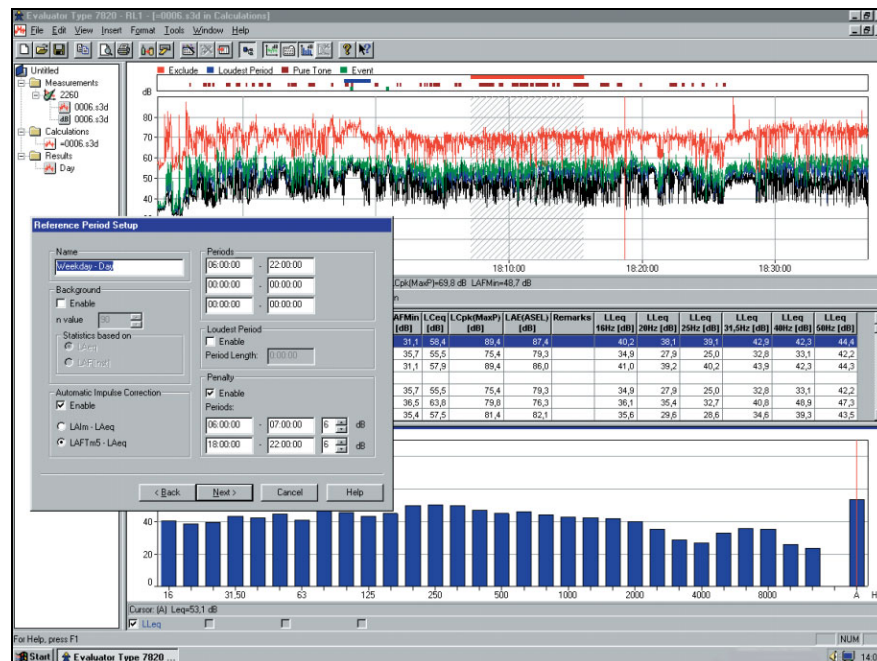 Evaluator Type 7820 - RL1 - [=0006.s3d in Calculations]
File Edit View Insert Format Tools Window Help
Untitled
Measurements
2260
0006.s3d
0006.s3d
Calculations
=0006.s3d
Results
Day
Exclude Loudest Period Pure Tone Event
dB
80
70
60
50
40
18:10:00 18:20:00 18:30:00
LCpk(MaxP)=69,8 dB LAFMin=48,7 dB
Reference Period Setup
Name
Weekday - Day
Background
Enable
n value 90
Statistics based on
LAeq
Automatic Impulse Correction
Enable
LAIm - LAeq
LAFTm5 - LAeq
Periods
06:00:00 - 22:00:00
00:00:00 - 00:00:00
00:00:00 - 00:00:00
Loudest Period
Enable
Period Length: 0:00:00
Penalty
Enable
Periods:
06:00:00 - 07:00:00 6 dB
18:00:00 - 22:00:00 6 dB
< Back Next > Cancel Help
AFMin [dB] LCeq [dB] LCpk(MaxP) [dB] LAE(ASEL) [dB] Remarks LLeq 16Hz [dB] LLeq 20Hz [dB] LLeq 25Hz [dB] LLeq 31,5Hz [dB] LLeq 40Hz [dB] LLeq 50Hz [dB]
31,1 58,4 89,4 87,4 40,2 38,1 39,1 42,9 42,3 44,4
35,7 55,5 75,4 79,3 34,9 27,9 25,0 32,8 33,1 42,2
31,1 57,9 89,4 86,0 41,0 39,2 40,2 43,9 42,3 44,3
35,7 55,5 75,4 79,3 34,9 27,9 25,0 32,8 33,1 42,2
36,5 63,8 79,8 76,3 36,1 35,4 32,7 40,8 48,9 47,3
35,4 57,5 81,4 82,1 35,6 29,6 28,6 34,6 39,3 43,5
40
20
0
16 31,50 63 125 250 500 1000 2000 4000 8000 A H
Cursor: (A) Leq=53,1 dB
LLeq
For Help, press F1
NUM
Start Evaluator Type 7820 ...
14:0